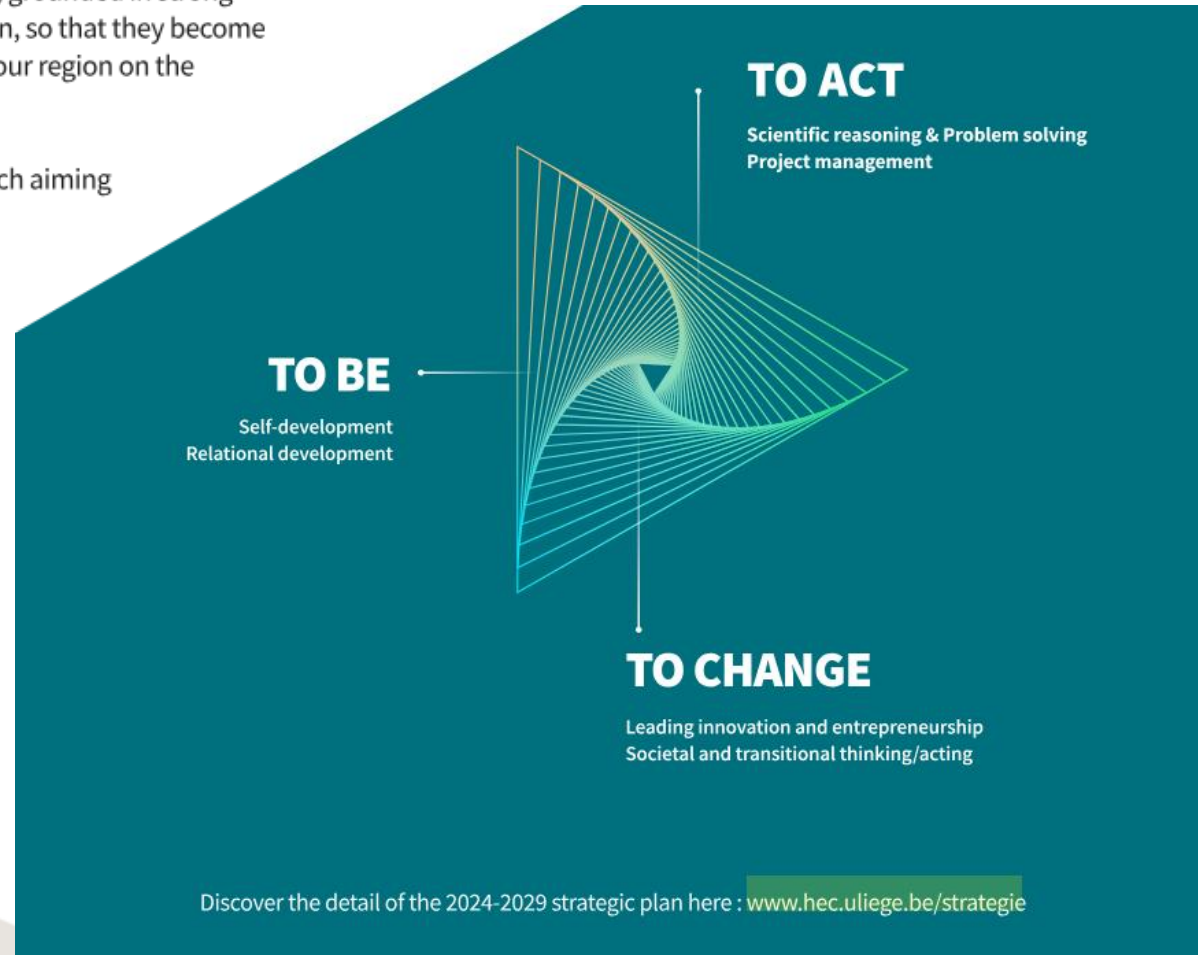 n, so that they become
our region on the
ch aiming
TO ACT
Scientific reasoning & Problem solving
Project management
TO BE
Self-development
Relational development
TO CHANGE
Leading innovation and entrepreneurship
Societal and transitional thinking/acting
Discover the detail of the 2024-2029 strategic plan here : www.hec.uliege.be/strategie